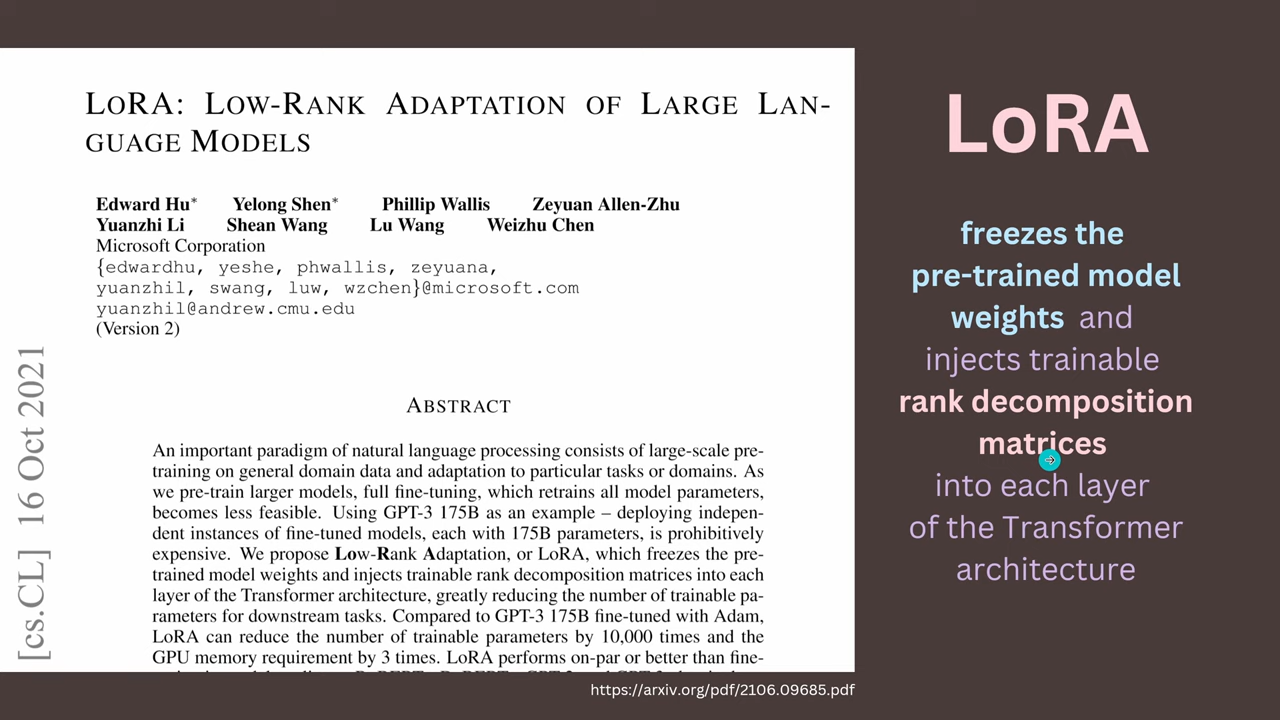 LORA: LOW-RANK ADAPTATION OF LARGE LAN-
GUAGE MODELS
Edward Hu* Yelong Shen* Phillip Wallis Zeyuan Allen-Zhu
Yuanzhi Li Shean Wang Lu Wang Weizhu Chen
Microsoft Corporation
{edwardhu, yeshe, phwallis, zeyuana,
yuanzhil, swang, luw, wzchen}@microsoft.com
yuanzhil@andrew.cmu.edu
(Version 2)
ABSTRACT
An important paradigm of natural language processing consists of large-scale pre-
training on general domain data and adaptation to particular tasks or domains. As
we pre-train larger models, full fine-tuning, which retrains all model parameters,
becomes less feasible. Using GPT-3 175B as an example – deploying indepen-
dent instances of fine-tuned models, each with 175B parameters, is prohibitively
expensive. We propose Low-Rank Adaptation, or LoRA, which freezes the pre-
trained model weights and injects trainable rank decomposition matrices into each
layer of the Transformer architecture, greatly reducing the number of trainable pa-
rameters for downstream tasks. Compared to GPT-3 175B fine-tuned with Adam,
LoRA can reduce the number of trainable parameters by 10,000 times and the
GPU memory requirement by 3 times. LoRA performs on-par or better than fine-
[cs.CL] 16 Oct 2021
https://arxiv.org/pdf/2106.09685.pdf
LoRA
freezes the
pre-trained model
weights and
injects trainable
rank decomposition
matrices
into each layer
of the Transformer
architecture